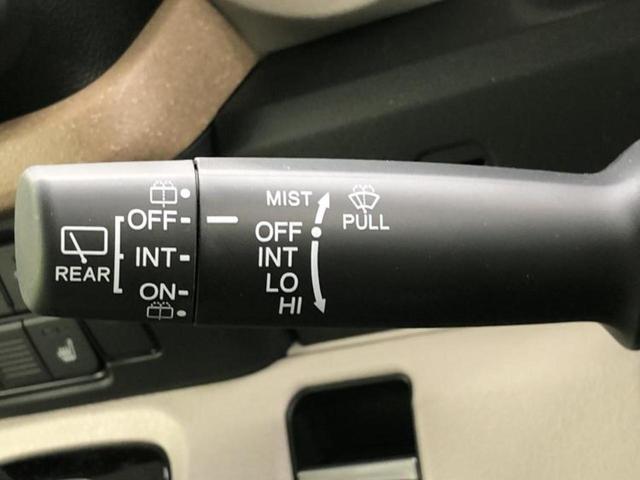 REAR
OFF
INT
ON
MIST
OFF
INT
LO
HI
PULL